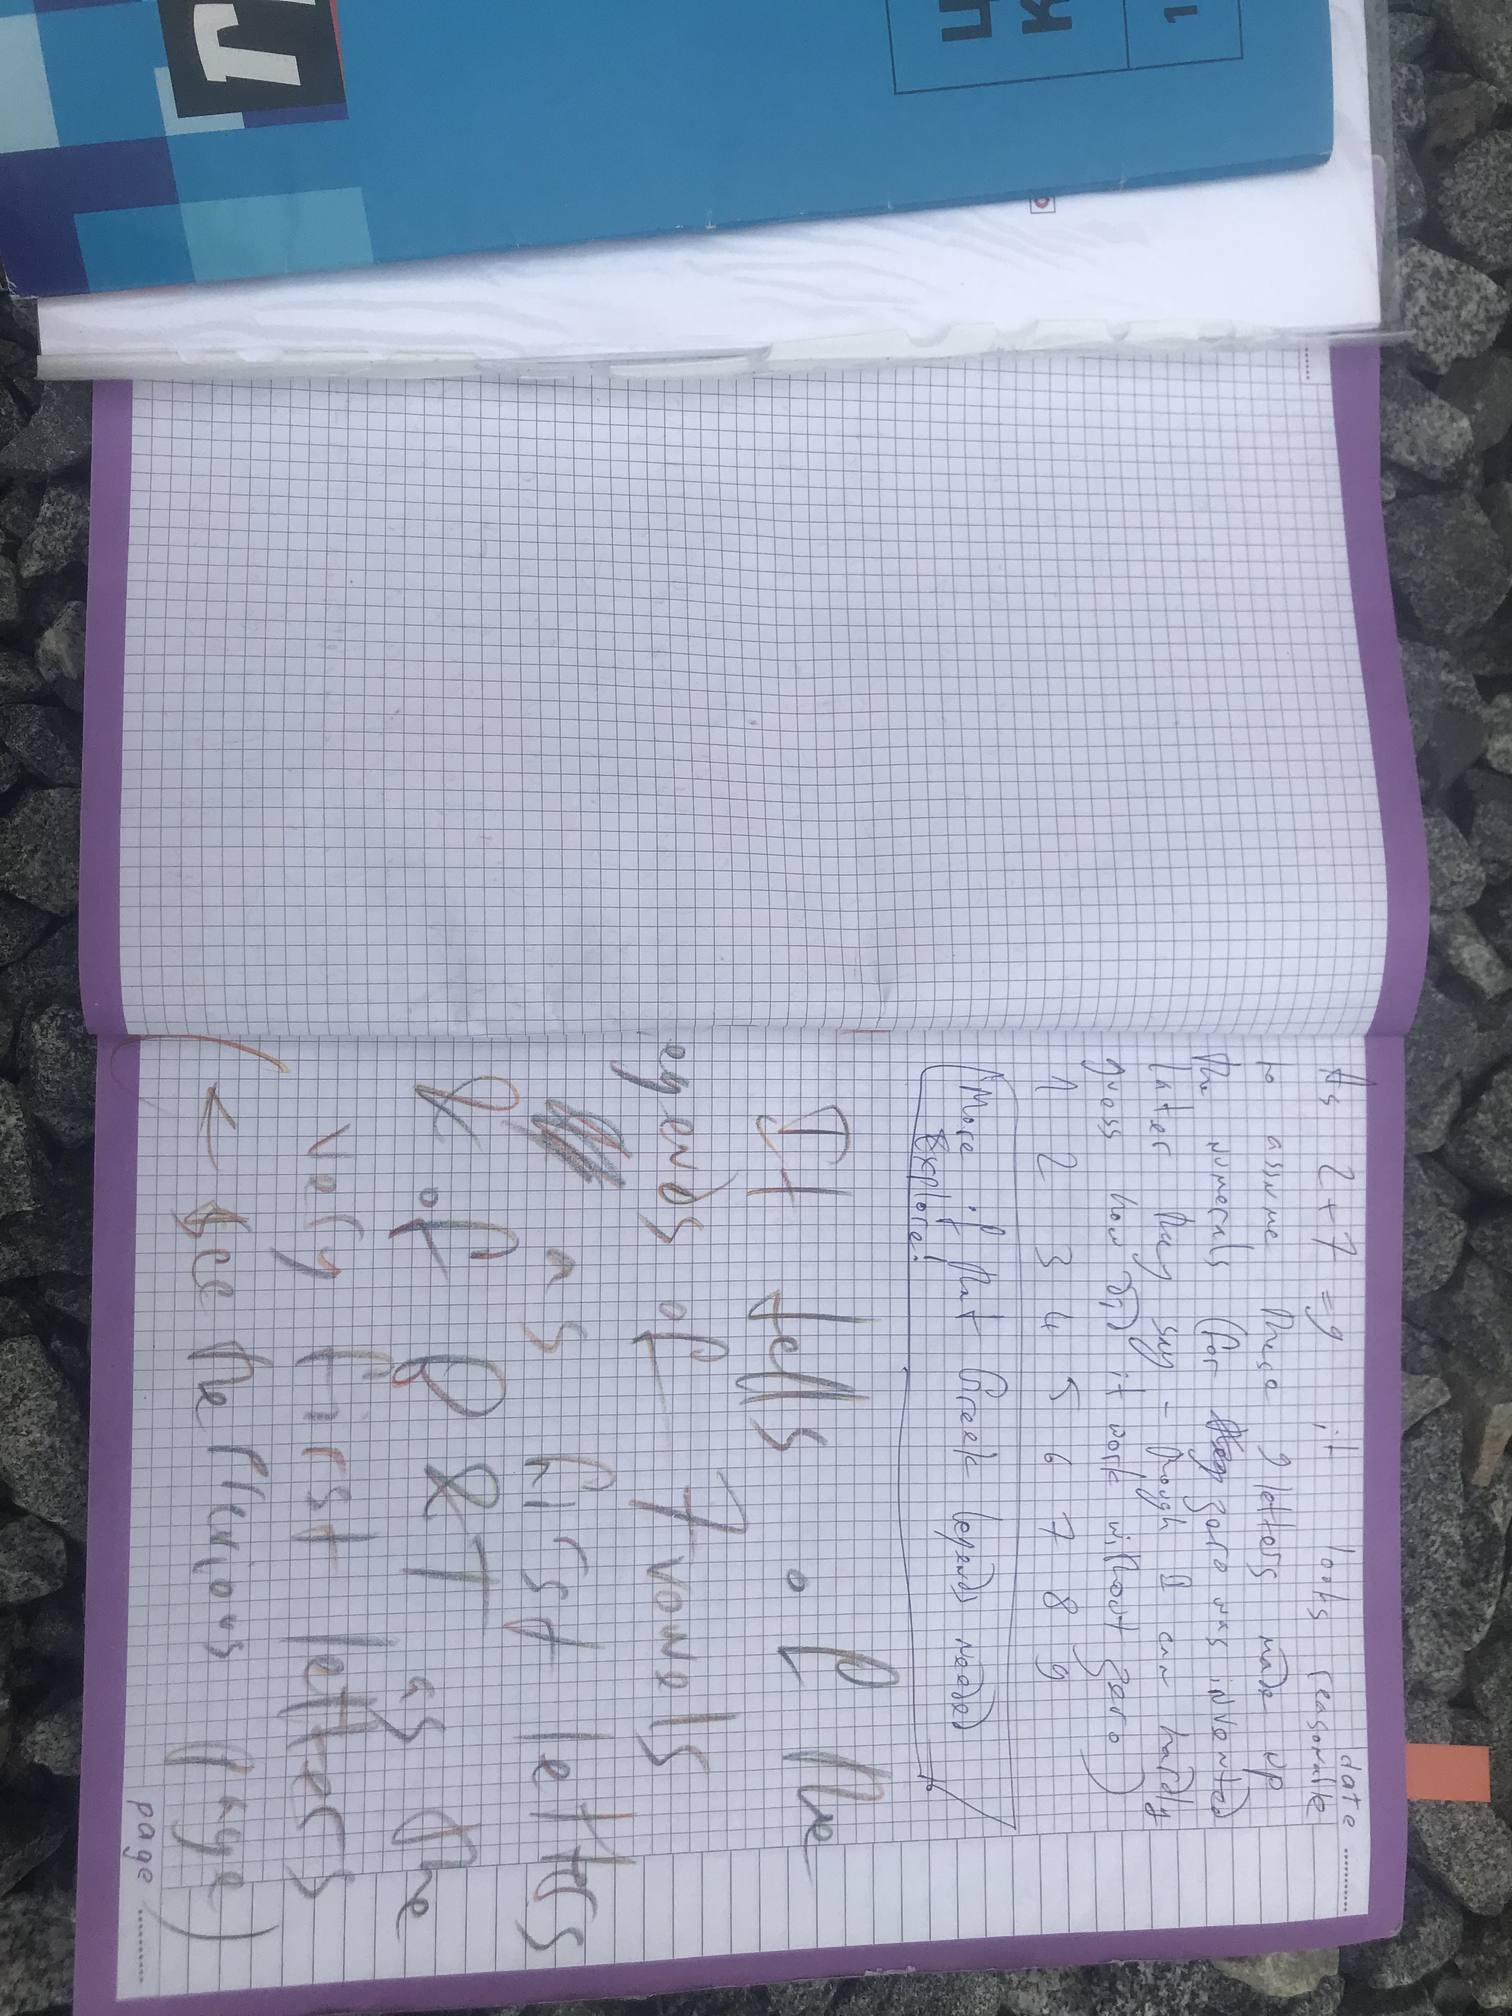 Ц
К
1
date
As 2+7=9 it looks reasonable
to assume these 9 letters made up
the numerals (for zero was invented
later they say - though I can hardly
guess how did it work without zero)
1 2 3 4 5 6 7 8 9
(More if that Greek legend needed
explore!
It tells of the
legends of 7 vowels
as first letters
& of B & T as the
very first letters
(← see the previous page)
page